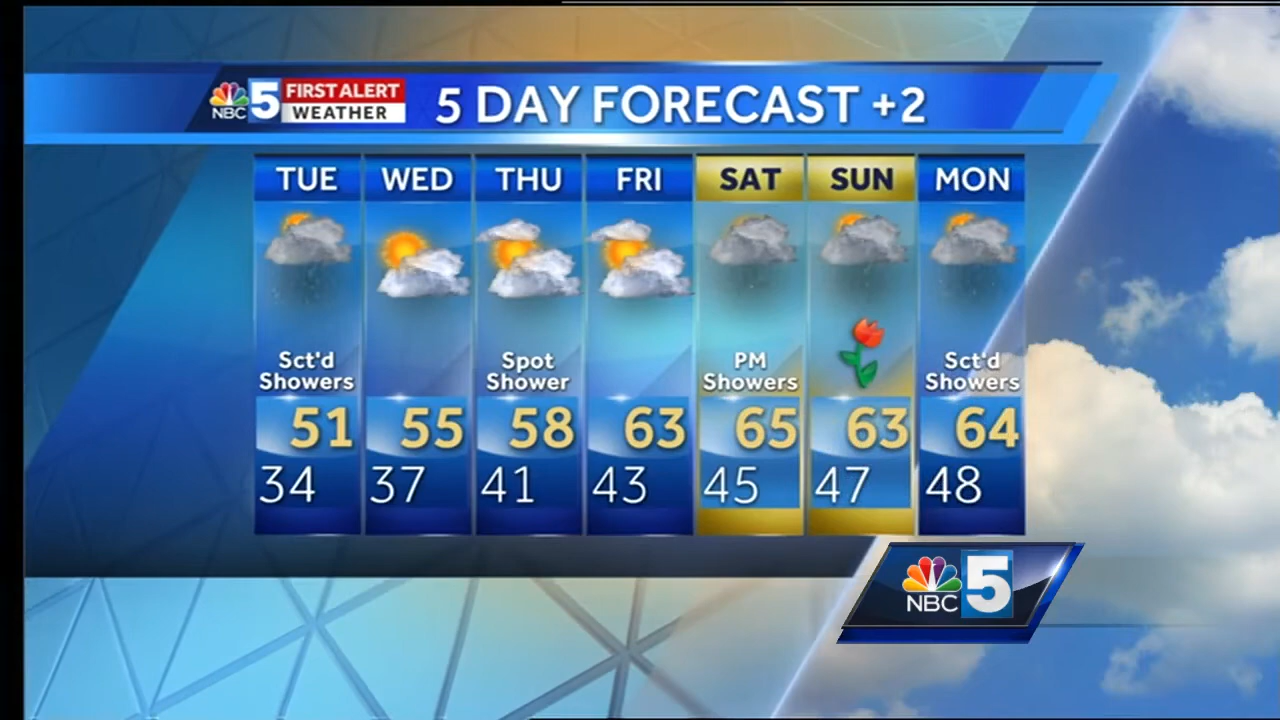 NBC 5 FIRST ALERT WEATHER
5 DAY FORECAST +2
TUE WED THU FRI SAT SUN MON
Sct'd Showers
Spot Shower
PM Showers
Sct'd Showers
51 55 58 63 65 63 64
34 37 41 43 45 47 48
NBC 5